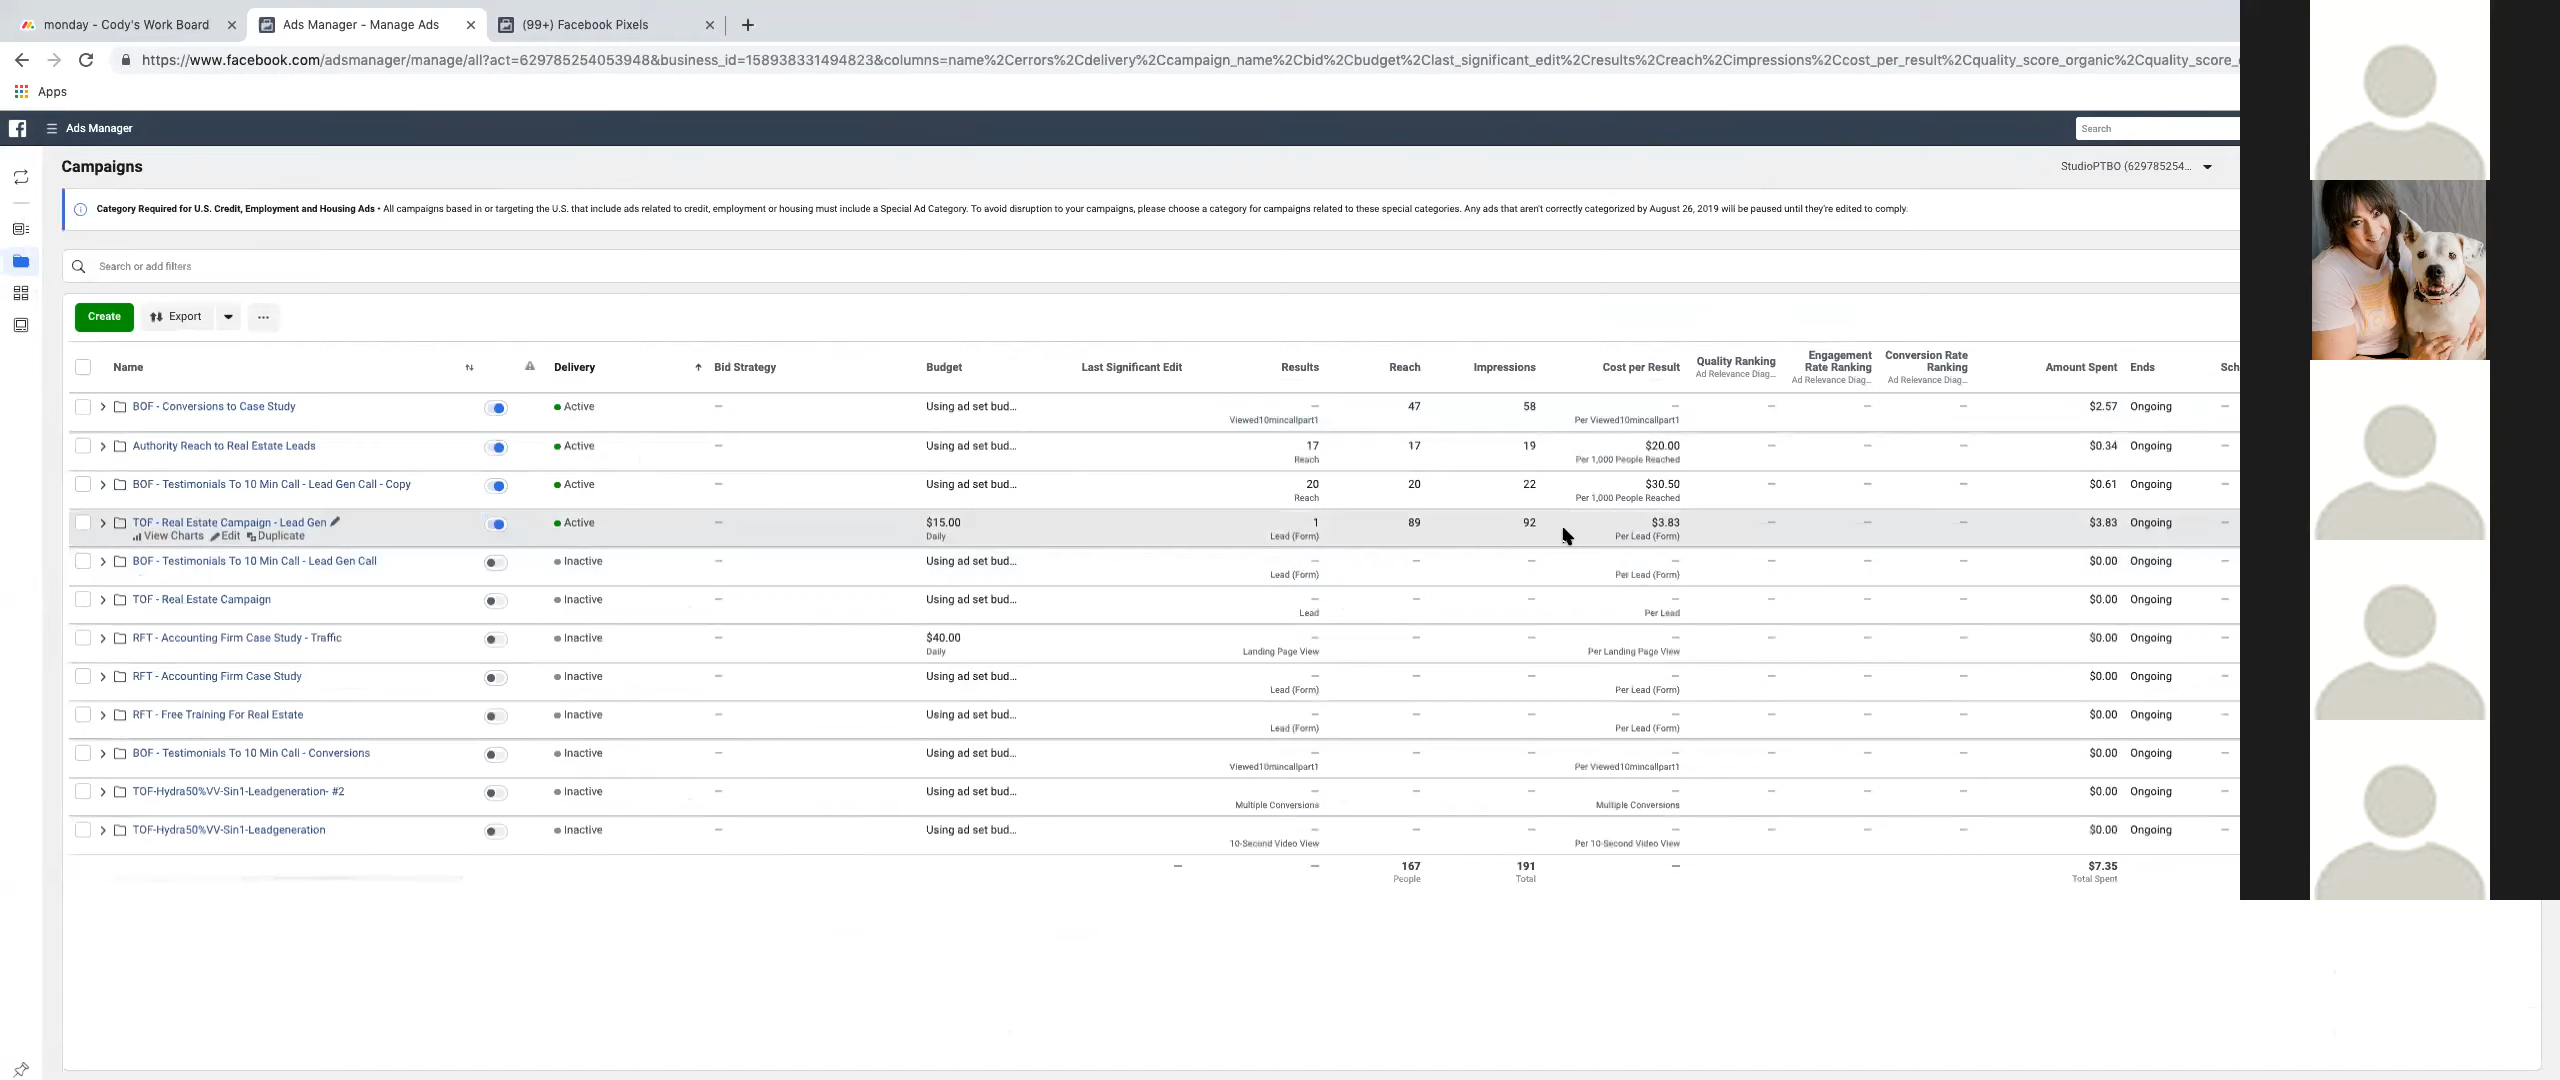 monday - Cody's Work Board
Ads Manager - Manage Ads
(99+) Facebook Pixels
https://www.facebook.com/adsmanager/manage/all?act=629785254053948&business_id=158938331494823&columns=name%2Cerrors%2Cdelivery%2Ccampaign_name%2Cbid%2Cbudget%2Clast_significant_edit%2Cresults%2Creach%2Cimpressions%2Ccost_per_result%2Cquality_score_organic%2Cquality_score_
Apps
Ads Manager
Search
Campaigns
StudioPTBO (629785254...
Category Required for U.S. Credit, Employment and Housing Ads • All campaigns based in or targeting the U.S. that include ads related to credit, employment or housing must include a Special Ad Category. To avoid disruption to your campaigns, please choose a category for campaigns related to these special categories. Any ads that aren't correctly categorized by August 26, 2019 will be paused until they're edited to comply.
Search or add filters
Create Export ...
Name Delivery Bid Strategy Budget Last Significant Edit Results Reach Impressions Cost per Result Quality Ranking Engagement Rate Ranking Conversion Rate Ranking Amount Spent Ends Sch
Ad Relevance Diag... Ad Relevance Diag... Ad Relevance Diag...
BOF - Conversions to Case Study Active — Using ad set bud... — 47 58 — — — — $2.57 Ongoing —
Viewed10mincallpart1 Per Viewed10mincallpart1
Authority Reach to Real Estate Leads Active — Using ad set bud... 17 17 19 $20.00 — — — $0.34 Ongoing —
Reach Per 1,000 People Reached
BOF - Testimonials To 10 Min Call - Lead Gen Call - Copy Active — Using ad set bud... 20 20 22 $30.50 — — — $0.61 Ongoing —
Reach Per 1,000 People Reached
TOF - Real Estate Campaign - Lead Gen Active — $15.00 1 89 92 $3.83 — — — $3.83 Ongoing —
View Charts Edit Duplicate Daily Lead (Form) Per Lead (Form)
BOF - Testimonials To 10 Min Call - Lead Gen Call Inactive — Using ad set bud... — — — — — — — $0.00 Ongoing —
Lead (Form) Per Lead (Form)
TOF - Real Estate Campaign Inactive — Using ad set bud... — — — — — — — $0.00 Ongoing —
Lead Per Lead
RFT - Accounting Firm Case Study - Traffic Inactive — $40.00 — — — — — — — $0.00 Ongoing —
Daily Landing Page View Per Landing Page View
RFT - Accounting Firm Case Study Inactive — Using ad set bud... — — — — — — — $0.00 Ongoing —
Lead (Form) Per Lead (Form)
RFT - Free Training For Real Estate Inactive — Using ad set bud... — — — — — — — $0.00 Ongoing —
Lead (Form) Per Lead (Form)
BOF - Testimonials To 10 Min Call - Conversions Inactive — Using ad set bud... — — — — — — — $0.00 Ongoing —
Viewed10mincallpart1 Per Viewed10mincallpart1
TOF-Hydra50%VV-Sin1-Leadgeneration- #2 Inactive — Using ad set bud... — — — — — — — $0.00 Ongoing —
Multiple Conversions Multiple Conversions
TOF-Hydra50%VV-Sin1-Leadgeneration Inactive — Using ad set bud... — — — — — — — $0.00 Ongoing —
10-Second Video View Per 10-Second Video View
— — 167 191 — $7.35
People Total Total Spent